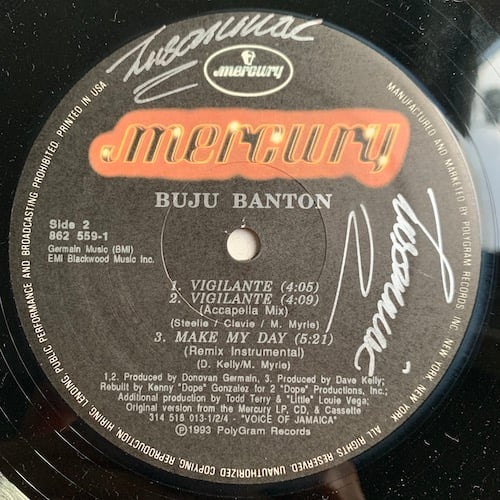 Insomniac
mercury
mercury
BUJU BANTON
Side 2
862 559-1
Germain Music (BMI)
EMI Blackwood Music Inc.
1. VIGILANTE (4:05)
2. VIGILANTE (4:09)
(Accapella Mix)
(Steelie / Clavie / M. Myrie)
3. MAKE MY DAY (5:21)
(Remix Instrumental)
(D. Kelly/M. Myrie)
1,2. Produced by Donovan Germain, 3. Produced by Dave Kelly;
Rebuilt by Kenny "Dope" Gonzalez for 2 "Dope" Productions, Inc.;
Additional production by Todd Terry & "Little" Louie Vega;
Original version from the Mercury LP, CD, & Cassette
314 518 013-1/2/4 - "VOICE OF JAMAICA"
Ⓟ1993 PolyGram Records
Insomniac
MANUFACTURED AND MARKETED BY POLYGRAM RECORDS, INC. NEW YORK, NEW YORK
ALL RIGHTS RESERVED. UNAUTHORIZED COPYING, REPRODUCTION, HIRING, LENDING, PUBLIC PERFORMANCE AND BROADCASTING PROHIBITED. PRINTED IN USA